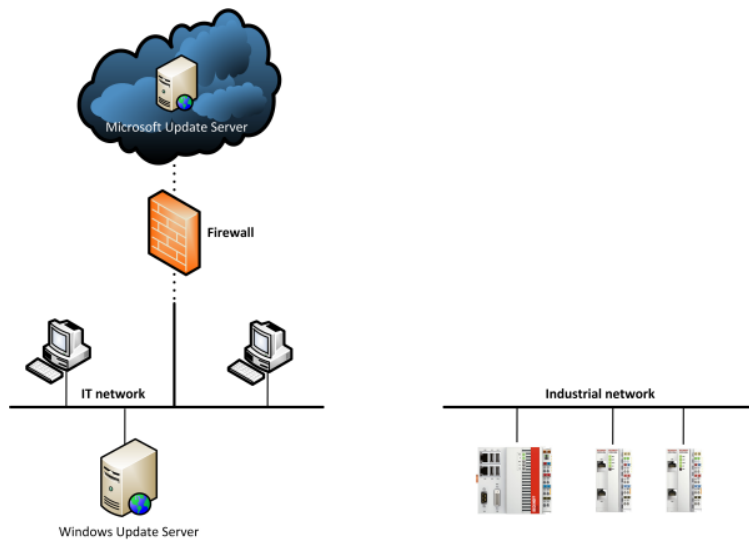 Microsoft Update Server
Firewall
IT network
Industrial network
Windows Update Server